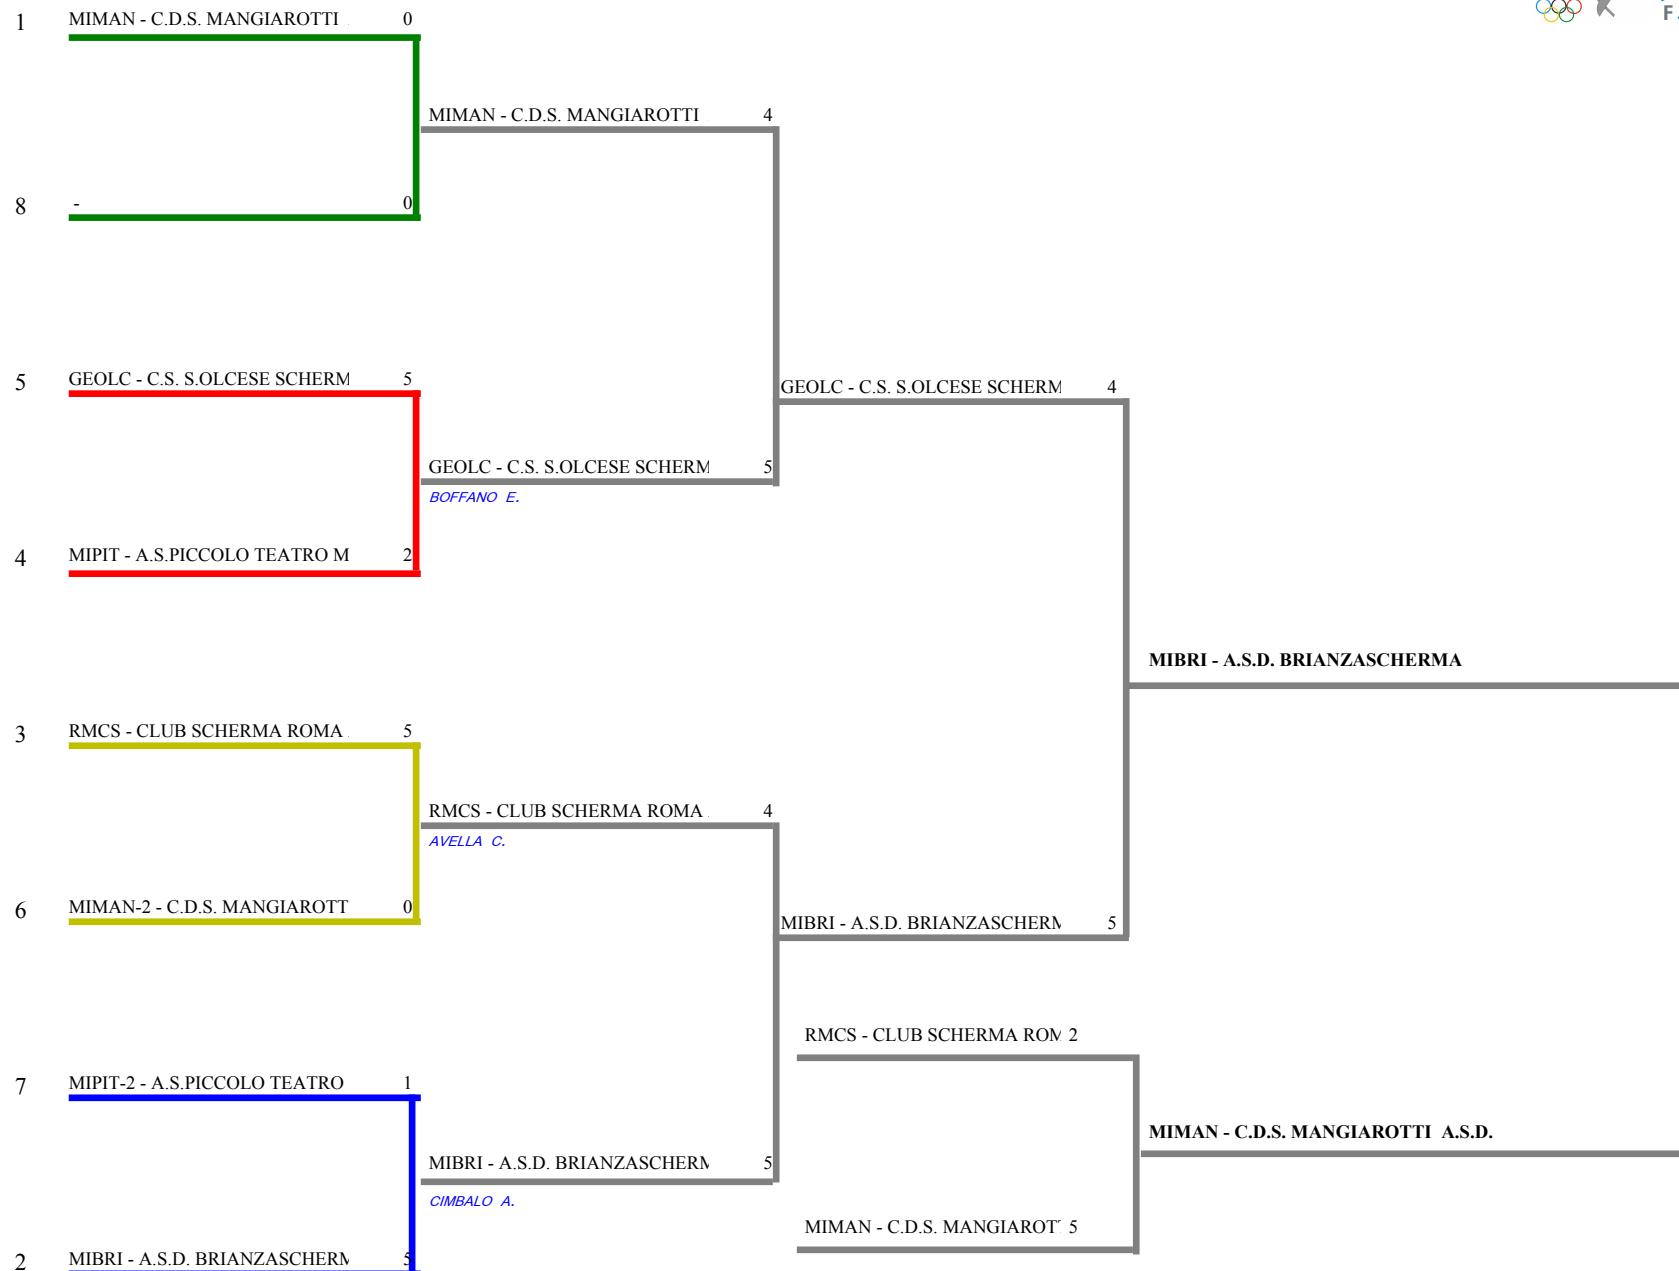 1 MIMAN - C.D.S. MANGIAROTTI 0
F
MIMAN - C.D.S. MANGIAROTTI 4
8 - 0
5 GEOLC - C.S. S.OLCESE SCHERM 5
GEOLC - C.S. S.OLCESE SCHERM 4
GEOLC - C.S. S.OLCESE SCHERM 5
BOFFANO E.
4 MIPIT - A.S.PICCOLO TEATRO M 2
MIBRI - A.S.D. BRIANZASCHERMA
3 RMCS - CLUB SCHERMA ROMA 5
RMCS - CLUB SCHERMA ROMA 4
AVELLA C.
6 MIMAN-2 - C.D.S. MANGIAROTT 0
MIBRI - A.S.D. BRIANZASCHERM 5
RMCS - CLUB SCHERMA ROM 2
7 MIPIT-2 - A.S.PICCOLO TEATRO 1
MIMAN - C.D.S. MANGIAROTTI A.S.D.
MIBRI - A.S.D. BRIANZASCHERM 5
CIMBALO A.
MIMAN - C.D.S. MANGIAROT 5
2 MIBRI - A.S.D. BRIANZASCHERM 5